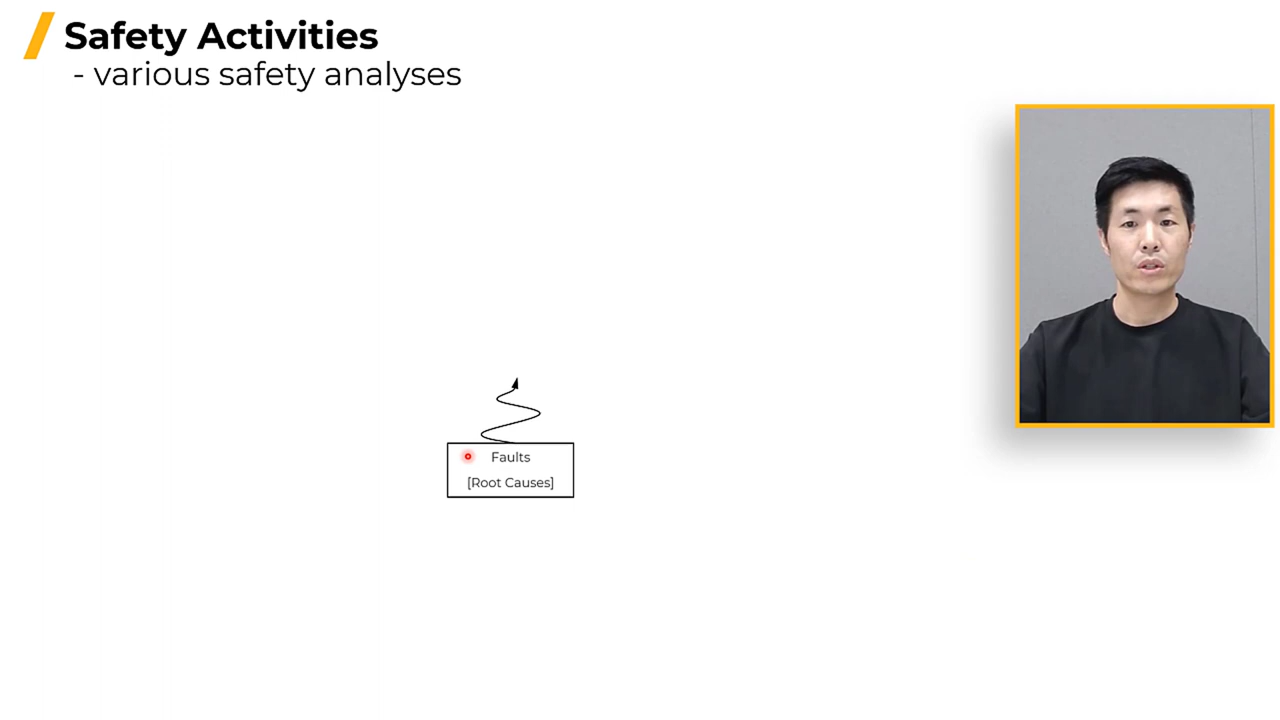 Safety Activities
- various safety analyses
Faults
[Root Causes]